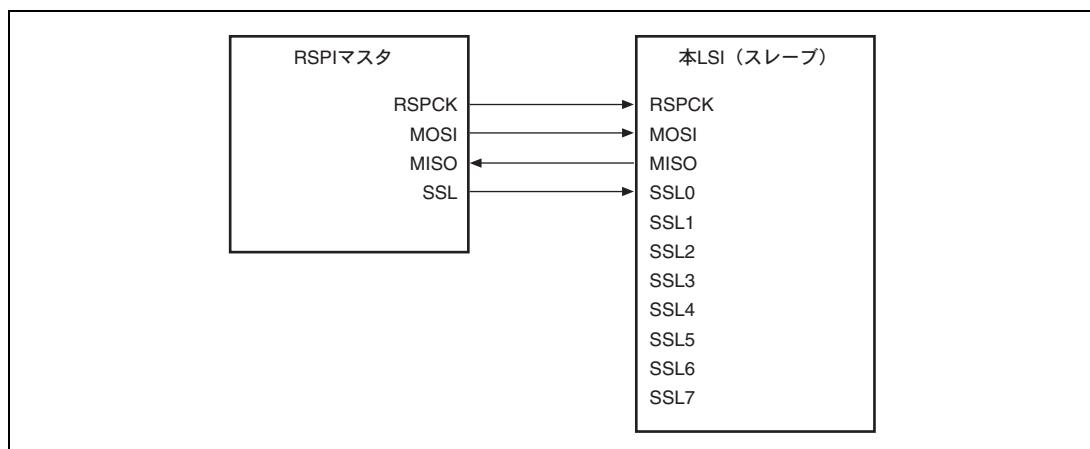 RSPIマスタ
RSPCK
MOSI
MISO
SSL
本LSI（スレーブ）
RSPCK
MOSI
MISO
SSL0
SSL1
SSL2
SSL3
SSL4
SSL5
SSL6
SSL7